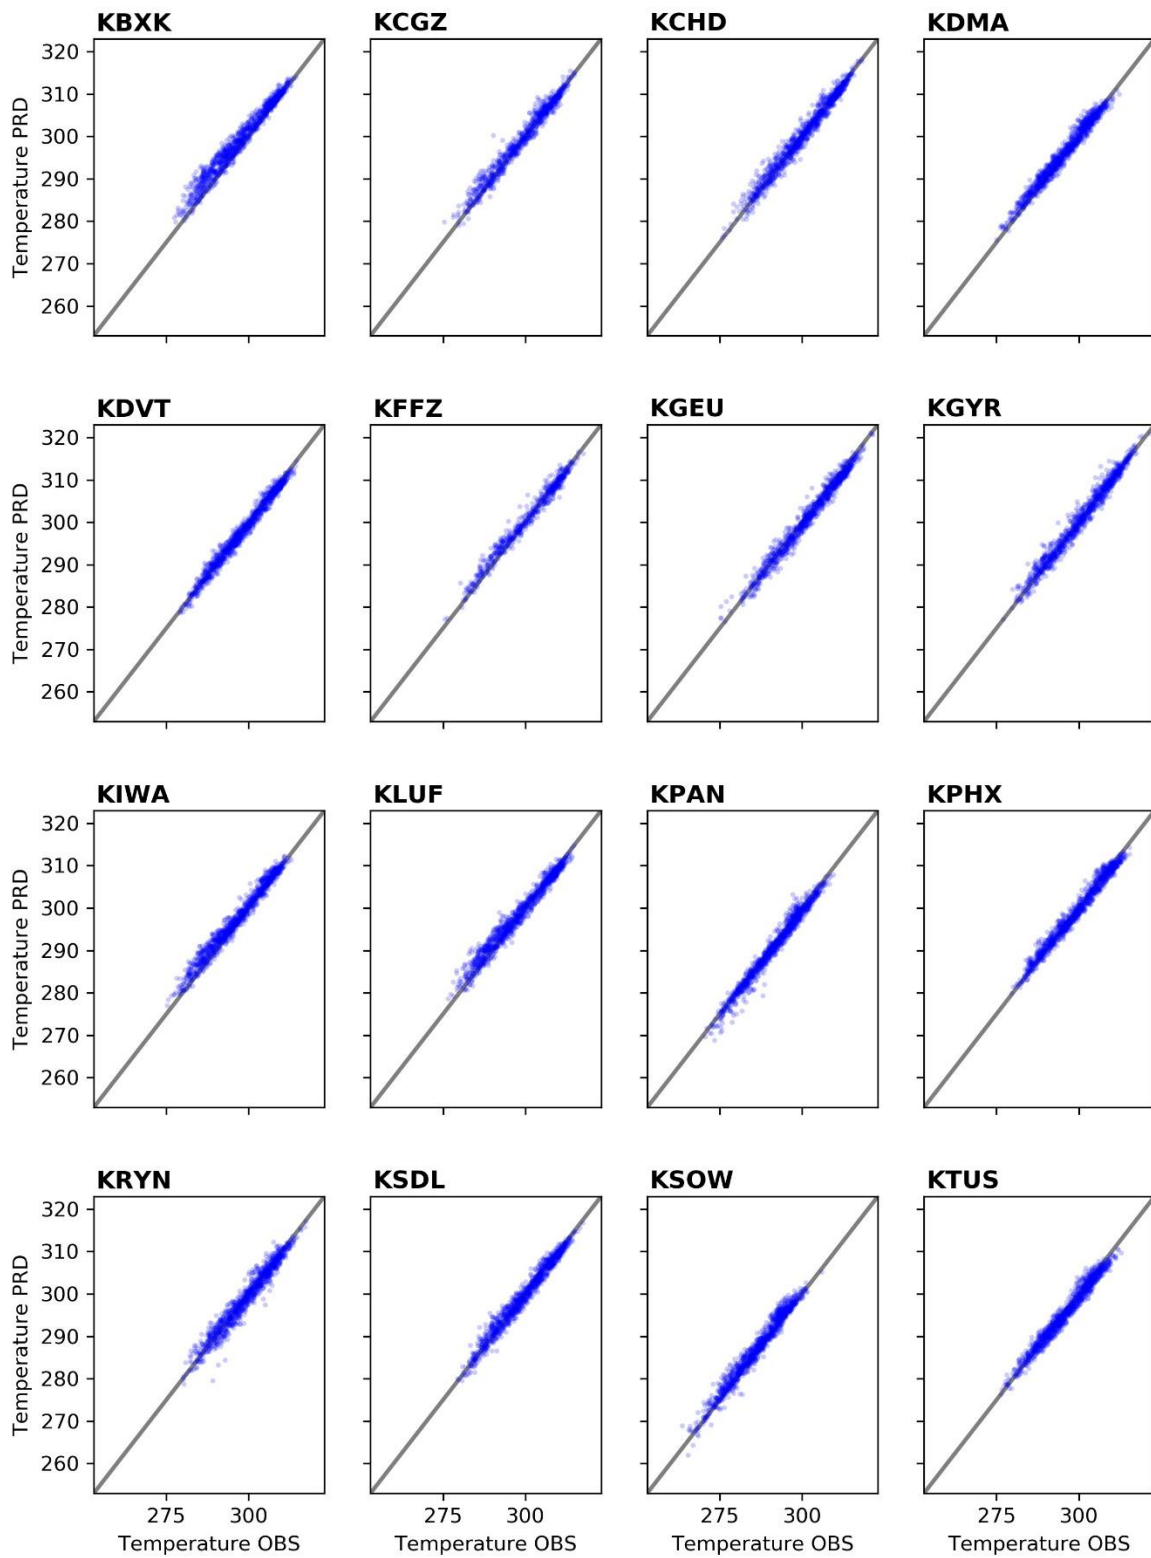 KBXK KCGZ KCHD KDMA
320
310
300
290
280
270
260
Temperature PRD
KDVT KFFZ KGEU KGYR
320
310
300
290
280
270
260
Temperature PRD
KIWA KLUF KPAN KPHX
320
310
300
290
280
270
260
Temperature PRD
KRYN KSDL KSOW KTUS
320
310
300
290
280
270
260
Temperature PRD
275 300 275 300 275 300 275 300
Temperature OBS Temperature OBS Temperature OBS Temperature OBS